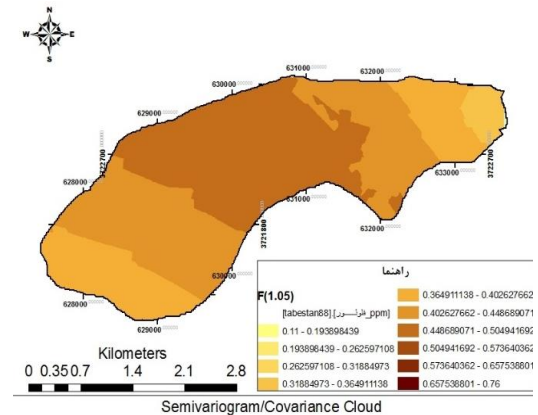 N
W E
S
631000
632000
630000
629000
3722700
628000
3722700
633000
631000
632000
3721800
630000
628000
629000
راهنما
F(1.05)
[tabestan88].[فلوئـــور_ppm]
0.11 - 0.193898439
0.193898439 - 0.262597108
0.262597108 - 0.31884973
0.31884973 - 0.364911138
0.364911138 - 0.402627662
0.402627662 - 0.448689071
0.448689071 - 0.504941692
0.504941692 - 0.573640362
0.573640362 - 0.657538801
0.657538801 - 0.76
Kilometers
0 0.35 0.7 1.4 2.1 2.8
Semivariogram/Covariance Cloud